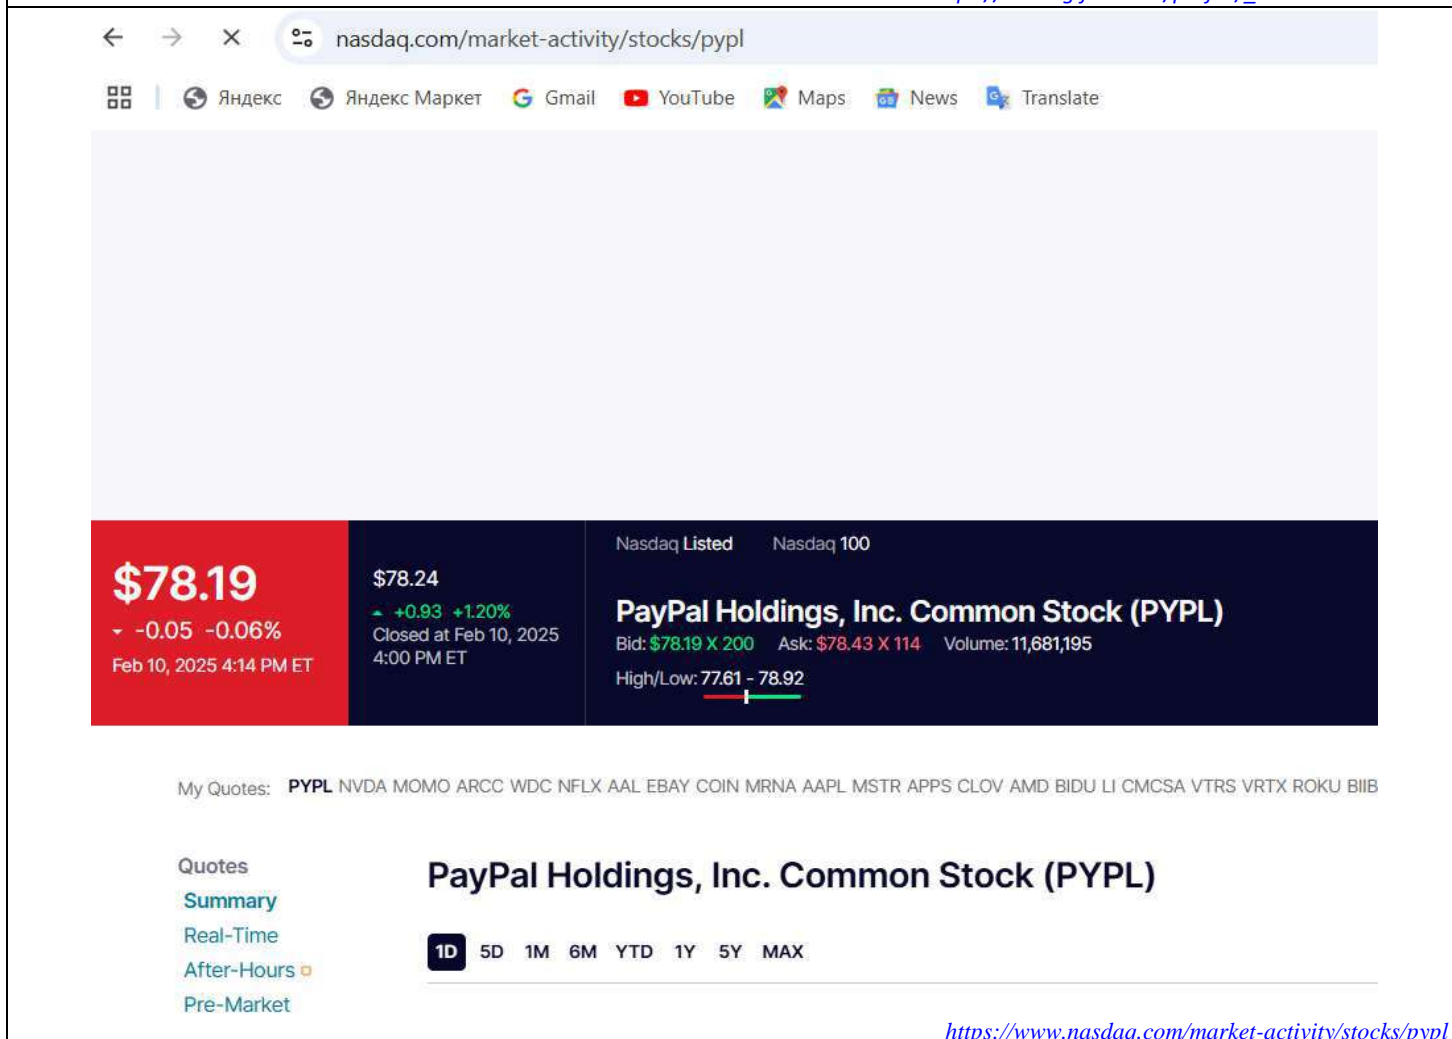 nasdaq.com/market-activity/stocks/pypl
Яндекс Яндекс Маркет Gmail YouTube Maps News Translate
Nasdaq Listed Nasdaq 100
$78.19
-0.05 -0.06%
Feb 10, 2025 4:14 PM ET
$78.24
+0.93 +1.20%
Closed at Feb 10, 2025
4:00 PM ET
PayPal Holdings, Inc. Common Stock (PYPL)
Bid: $78.19 X 200 Ask: $78.43 X 114 Volume: 11,681,195
High/Low: 77.61 - 78.92
My Quotes: PYPL NVDA MOMO ARCC WDC NFLX AAL EBAY COIN MRNA AAPL MSTR APPS CLOV AMD BIDU LI CMCSA VTRS VRTX ROKU BIIB
Quotes
Summary
Real-Time
After-Hours
Pre-Market
PayPal Holdings, Inc. Common Stock (PYPL)
1D 5D 1M 6M YTD 1Y 5Y MAX
https://www.nasdaq.com/market-activity/stocks/pypl